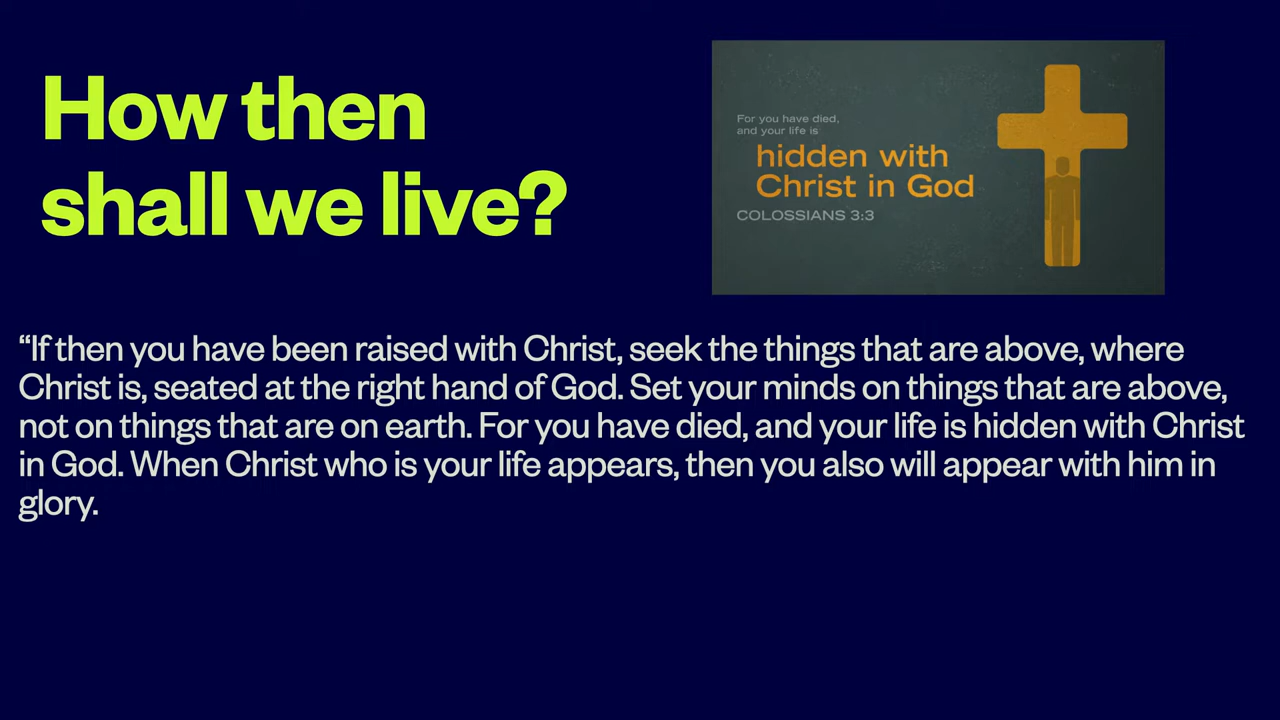 How then
shall we live?
For you have died,
and your life is
hidden with
Christ in God
COLOSSIANS 3:3
“If then you have been raised with Christ, seek the things that are above, where
Christ is, seated at the right hand of God. Set your minds on things that are above,
not on things that are on earth. For you have died, and your life is hidden with Christ
in God. When Christ who is your life appears, then you also will appear with him in
glory.